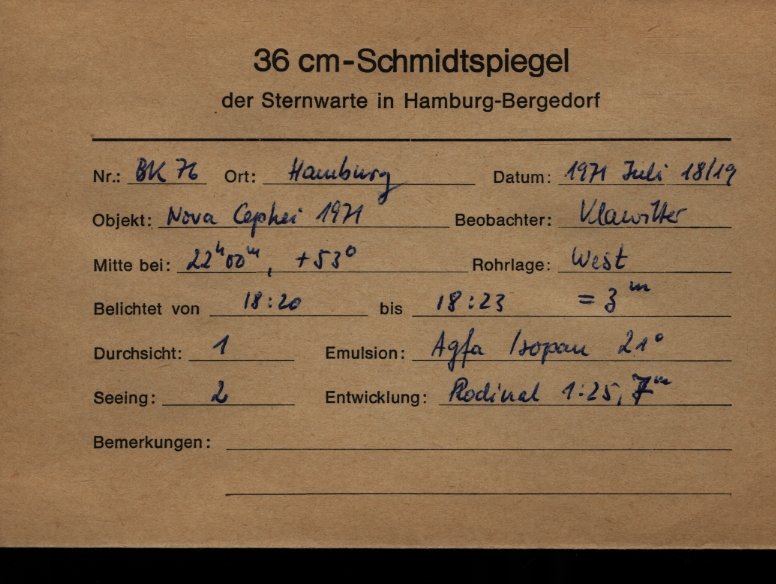 36 cm-Schmidtspiegel
der Sternwarte in Hamburg-Bergedorf
Nr.: BK 76 Ort: Hamburg Datum: 1971 Juli 18/19
Objekt: Nova Cephei 1971 Beobachter: Klawitter
Mitte bei: 22ʰ00ᵐ, +53° Rohrlage: West
Belichtet von 18:20 bis 18:23 = 3ᵐ
Durchsicht: 1 Emulsion: Agfa Isopan 21°
Seeing: 2 Entwicklung: Rodinal 1:25, 7ᵐ
Bemerkungen: